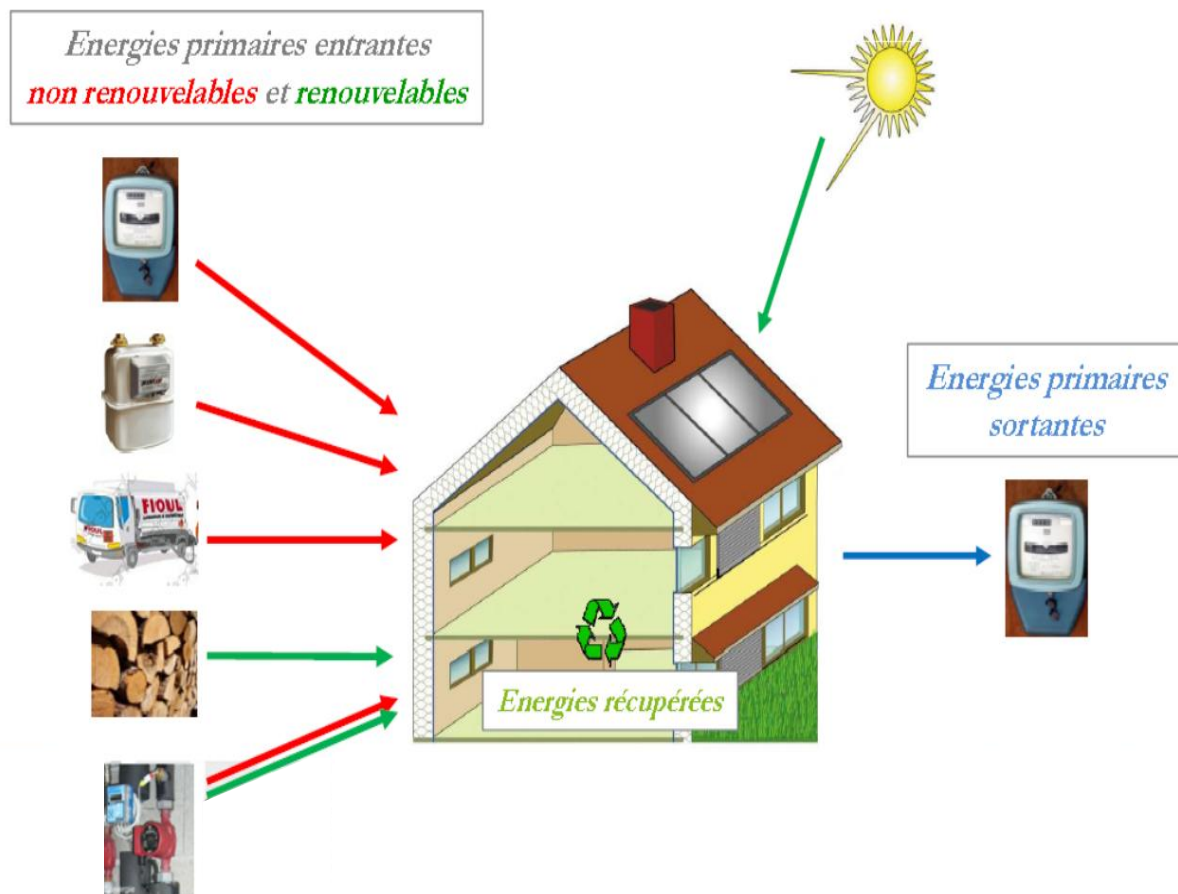 Energies primaires entrantes
non renouvelables et renouvelables
FIOUL
Energies primaires
sortantes
Energies récupérées